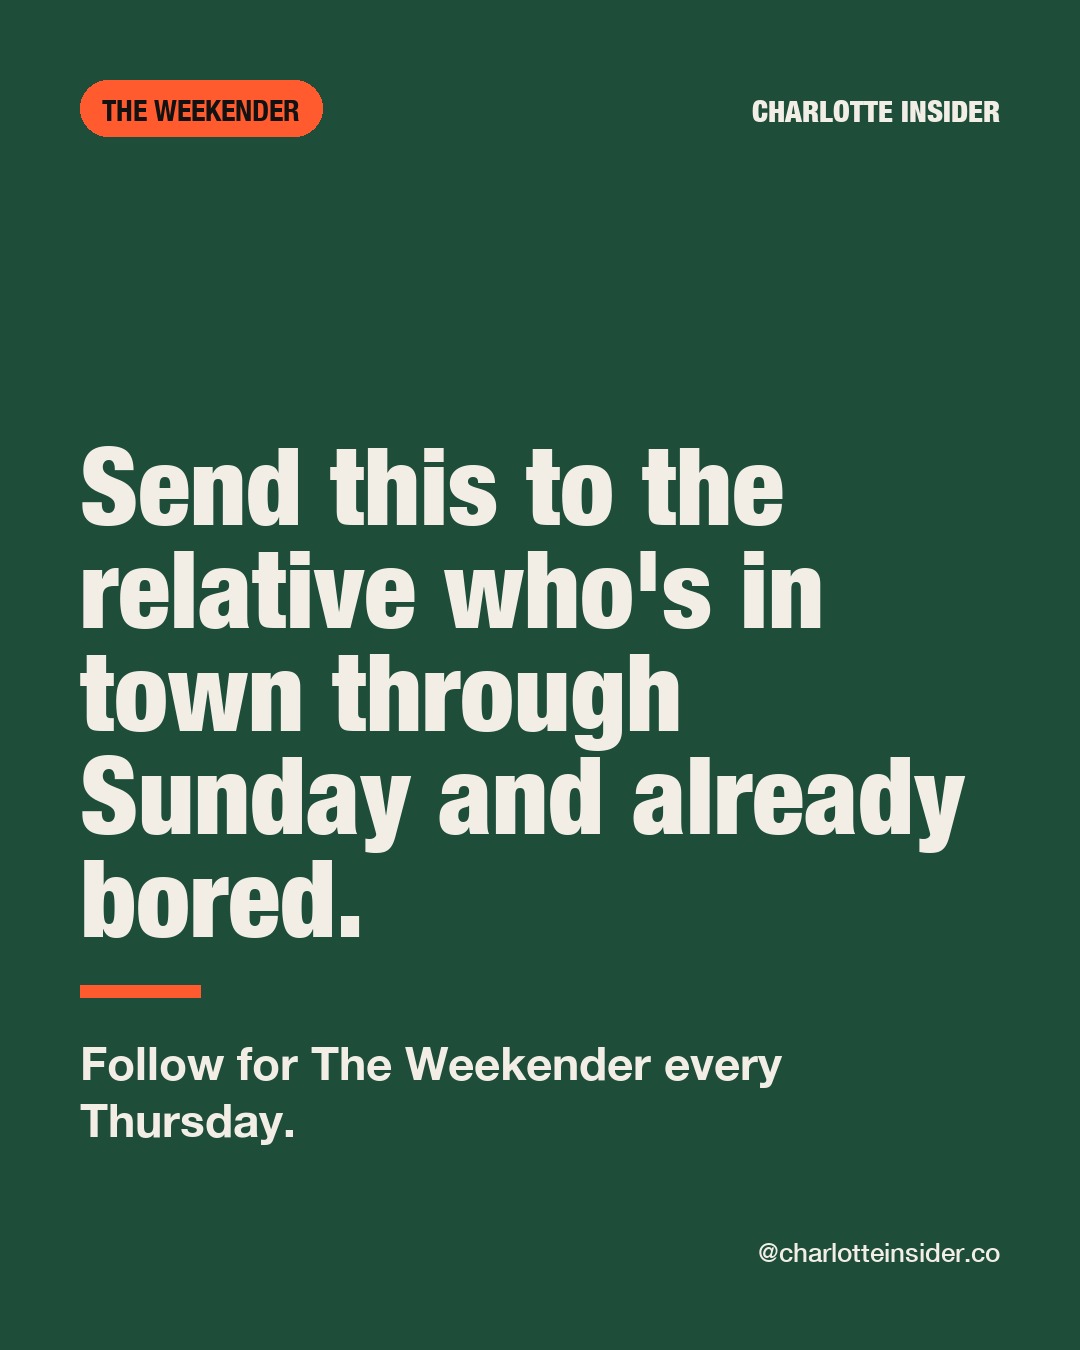 THE WEEKENDER
CHARLOTTE INSIDER
Send this to the
relative who's in
town through
Sunday and already
bored.
Follow for The Weekender every
Thursday.
@charlotteinsider.co